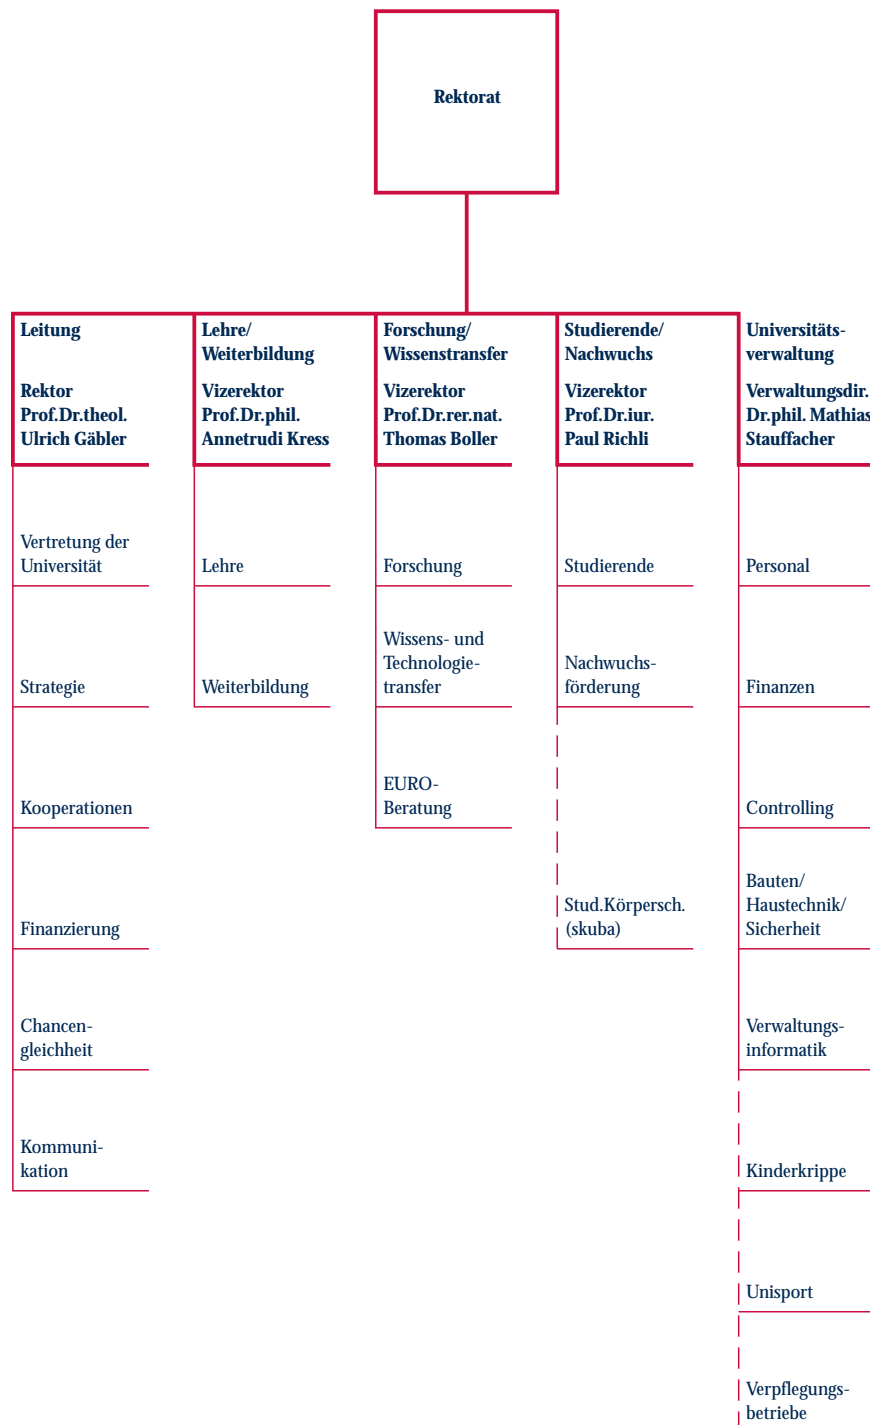 Rektorat
Leitung
Rektor
Prof.Dr.theol.
Ulrich Gäbler
Vertretung der
Universität
Strategie
Kooperationen
Finanzierung
Chancen-
gleichheit
Kommuni-
kation
Lehre/
Weiterbildung
Vizerektor
Prof.Dr.phil.
Annetrudi Kress
Lehre
Weiterbildung
Forschung/
Wissenstransfer
Vizerektor
Prof.Dr.rer.nat.
Thomas Boller
Forschung
Wissens- und
Technologie-
transfer
EURO-
Beratung
Studierende/
Nachwuchs
Vizerektor
Prof.Dr.iur.
Paul Richli
Studierende
Nachwuchs-
förderung
Stud.Körpersch.
(skuba)
Universitäts-
verwaltung
Verwaltungsdir.
Dr.phil. Mathias
Stauffacher
Personal
Finanzen
Controlling
Bauten/
Haustechnik/
Sicherheit
Verwaltungs-
informatik
Kinderkrippe
Unisport
Verpflegungs-
betriebe